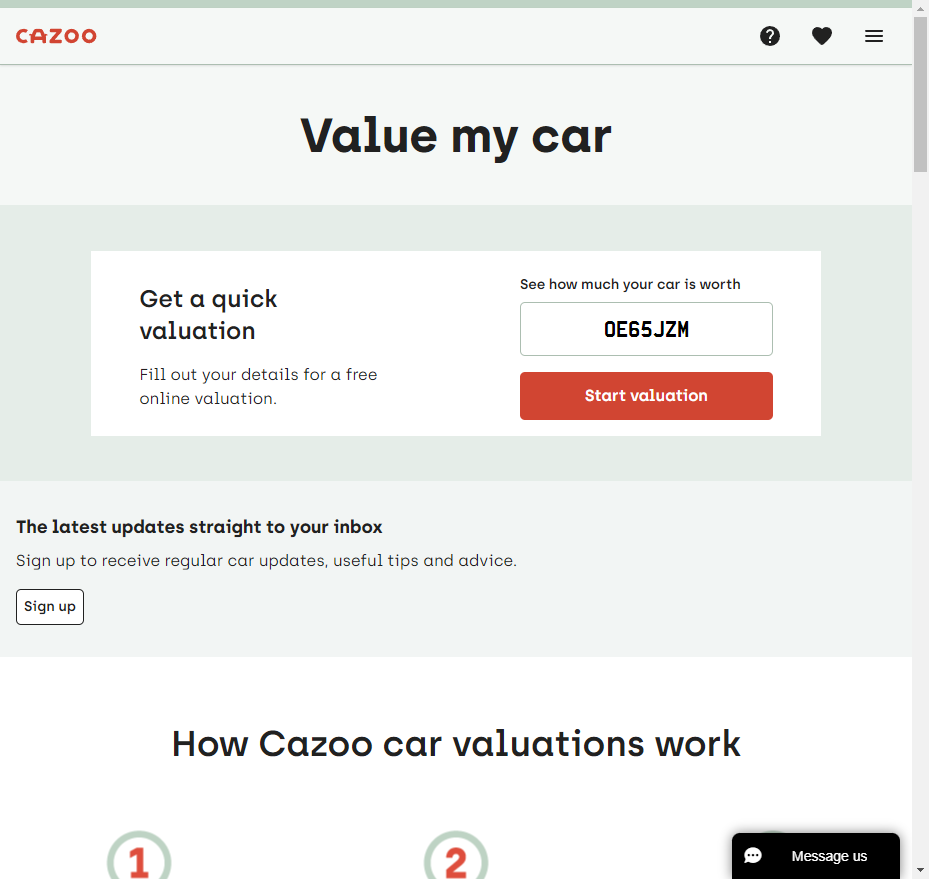 CAZOO
Value my car
Get a quick
valuation
Fill out your details for a free
online valuation.
See how much your car is worth
OE65JZM
Start valuation
The latest updates straight to your inbox
Sign up to receive regular car updates, useful tips and advice.
Sign up
How Cazoo car valuations work
1
2
Message us